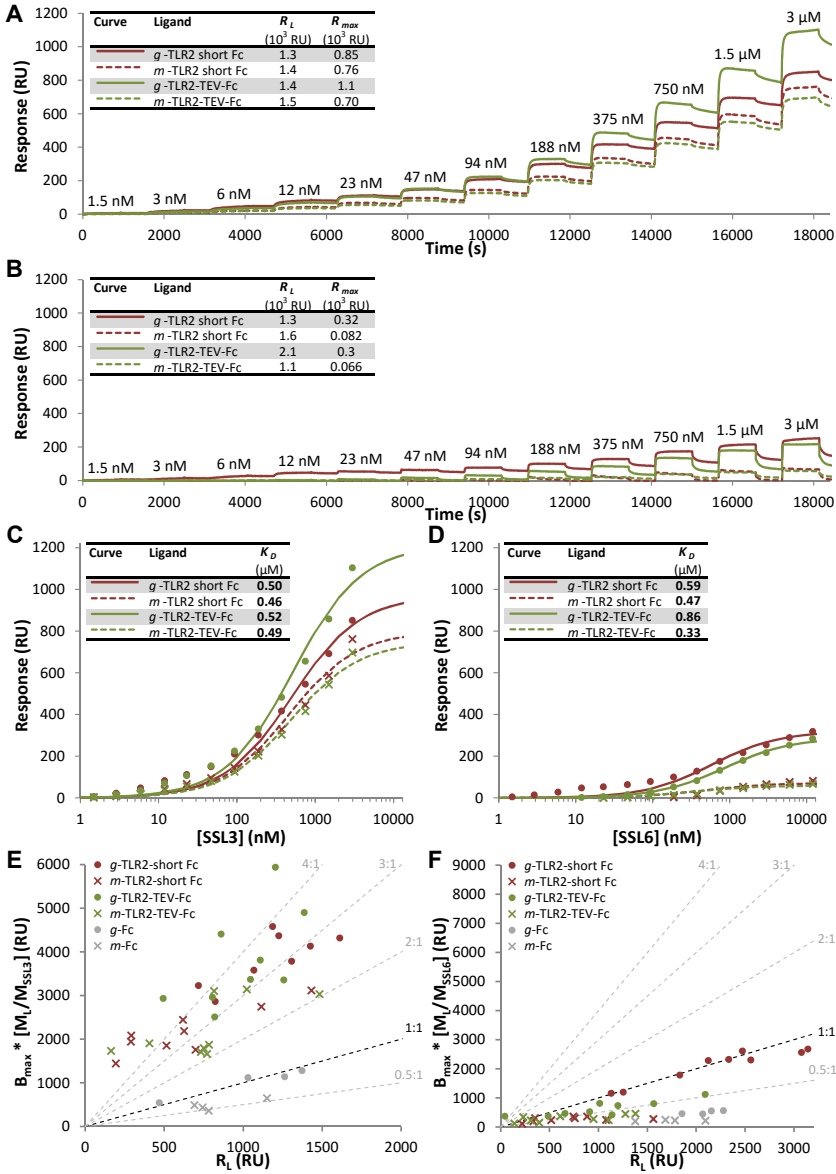 A
Curve Ligand R_L R_max
(10³ RU) (10³ RU)
g -TLR2 short Fc 1.3 0.85
m -TLR2 short Fc 1.4 0.76
g -TLR2-TEV-Fc 1.4 1.1
m -TLR2-TEV-Fc 1.5 0.70
1200
1000
800
600
400
200
0
Response (RU)
1.5 nM 3 nM 6 nM 12 nM 23 nM 47 nM 94 nM 188 nM 375 nM 750 nM 1.5 µM 3 µM
0 2000 4000 6000 8000 10000 12000 14000 16000 18000
Time (s)
B
Curve Ligand R_L R_max
(10³ RU) (10³ RU)
g -TLR2 short Fc 1.3 0.32
m -TLR2 short Fc 1.6 0.082
g -TLR2-TEV-Fc 2.1 0.3
m -TLR2-TEV-Fc 1.1 0.066
1200
1000
800
600
400
200
0
Response (RU)
1.5 nM 3 nM 6 nM 12 nM 23 nM 47 nM 94 nM 188 nM 375 nM 750 nM 1.5 µM 3 µM
0 2000 4000 6000 8000 10000 12000 14000 16000 18000
Time (s)
C
Curve Ligand K_D
(µM)
g -TLR2 short Fc 0.50
m -TLR2 short Fc 0.46
g -TLR2-TEV-Fc 0.52
m -TLR2-TEV-Fc 0.49
1200
1000
800
600
400
200
0
Response (RU)
1 10 100 1000 10000
[SSL3] (nM)
D
Curve Ligand K_D
(µM)
g -TLR2 short Fc 0.59
m -TLR2 short Fc 0.47
g -TLR2-TEV-Fc 0.86
m -TLR2-TEV-Fc 0.33
1200
1000
800
600
400
200
0
Response (RU)
1 10 100 1000 10000
[SSL6] (nM)
E
g-TLR2-short Fc
m-TLR2-short Fc
g-TLR2-TEV-Fc
m-TLR2-TEV-Fc
g-Fc
m-Fc
4:1
3:1
2:1
1:1
0.5:1
6000
5000
4000
3000
2000
1000
0
B_max * [M_L/M_SSL3] (RU)
0 500 1000 1500 2000
R_L (RU)
F
g-TLR2-short Fc
m-TLR2-short Fc
g-TLR2-TEV-Fc
m-TLR2-TEV-Fc
g-Fc
m-Fc
4:1
3:1
2:1
1:1
0.5:1
9000
8000
7000
6000
5000
4000
3000
2000
1000
0
B_max * [M_L/M_SSL6] (RU)
0 500 1000 1500 2000 2500 3000
R_L (RU)